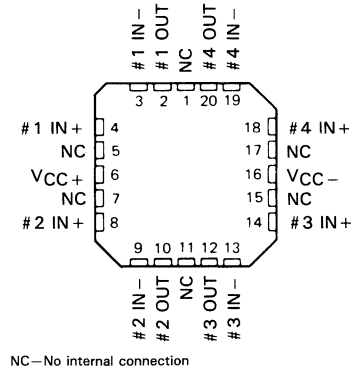 #1 IN−
#1 OUT
NC
#4 OUT
#4 IN−
3 2 1 20 19
#1 IN+ 4 18 #4 IN+
NC 5 17 NC
VCC+ 6 16 VCC−
NC 7 15 NC
#2 IN+ 8 14 #3 IN+
9 10 11 12 13
#2 IN−
#2 OUT
NC
#3 OUT
#3 IN−
NC—No internal connection